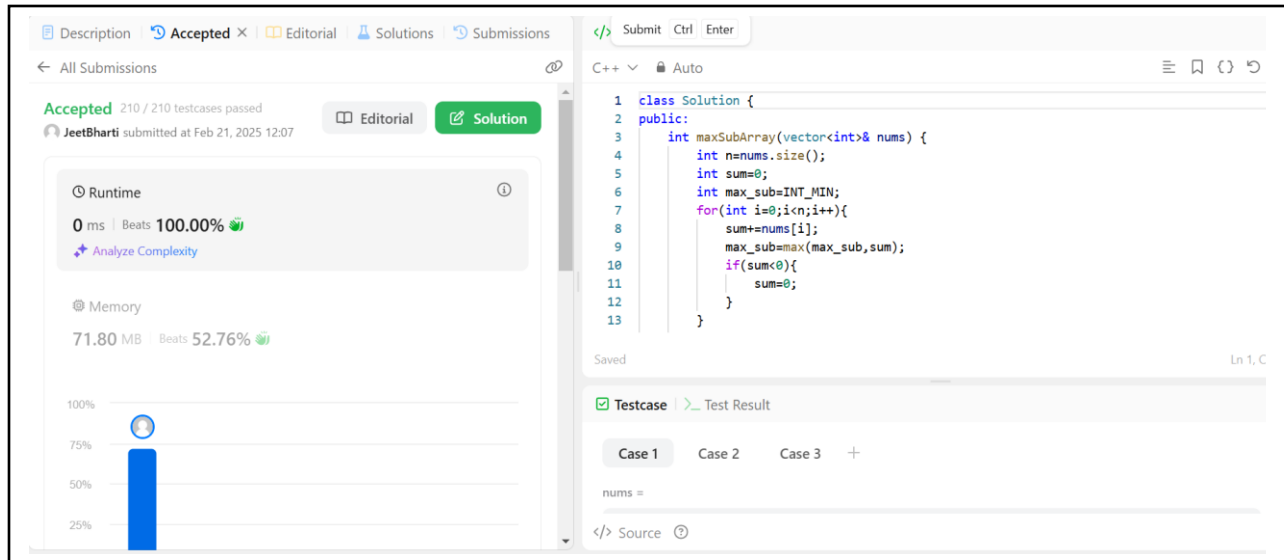 Description Accepted × Editorial Solutions Submissions
← All Submissions
Accepted 210 / 210 testcases passed
JeetBharti submitted at Feb 21, 2025 12:07
Editorial Solution
Runtime
0 ms | Beats 100.00%
Analyze Complexity
Memory
71.80 MB | Beats 52.76%
100%
75%
50%
25%
</> Submit Ctrl Enter
C++ Auto
1 class Solution {
2 public:
3 int maxSubArray(vector<int>& nums) {
4 int n=nums.size();
5 int sum=0;
6 int max_sub=INT_MIN;
7 for(int i=0;i<n;i++){
8 sum+=nums[i];
9 max_sub=max(max_sub,sum);
10 if(sum<0){
11 sum=0;
12 }
13 }
Saved Ln 1, C
Testcase | >_ Test Result
Case 1 Case 2 Case 3 +
nums =
</> Source